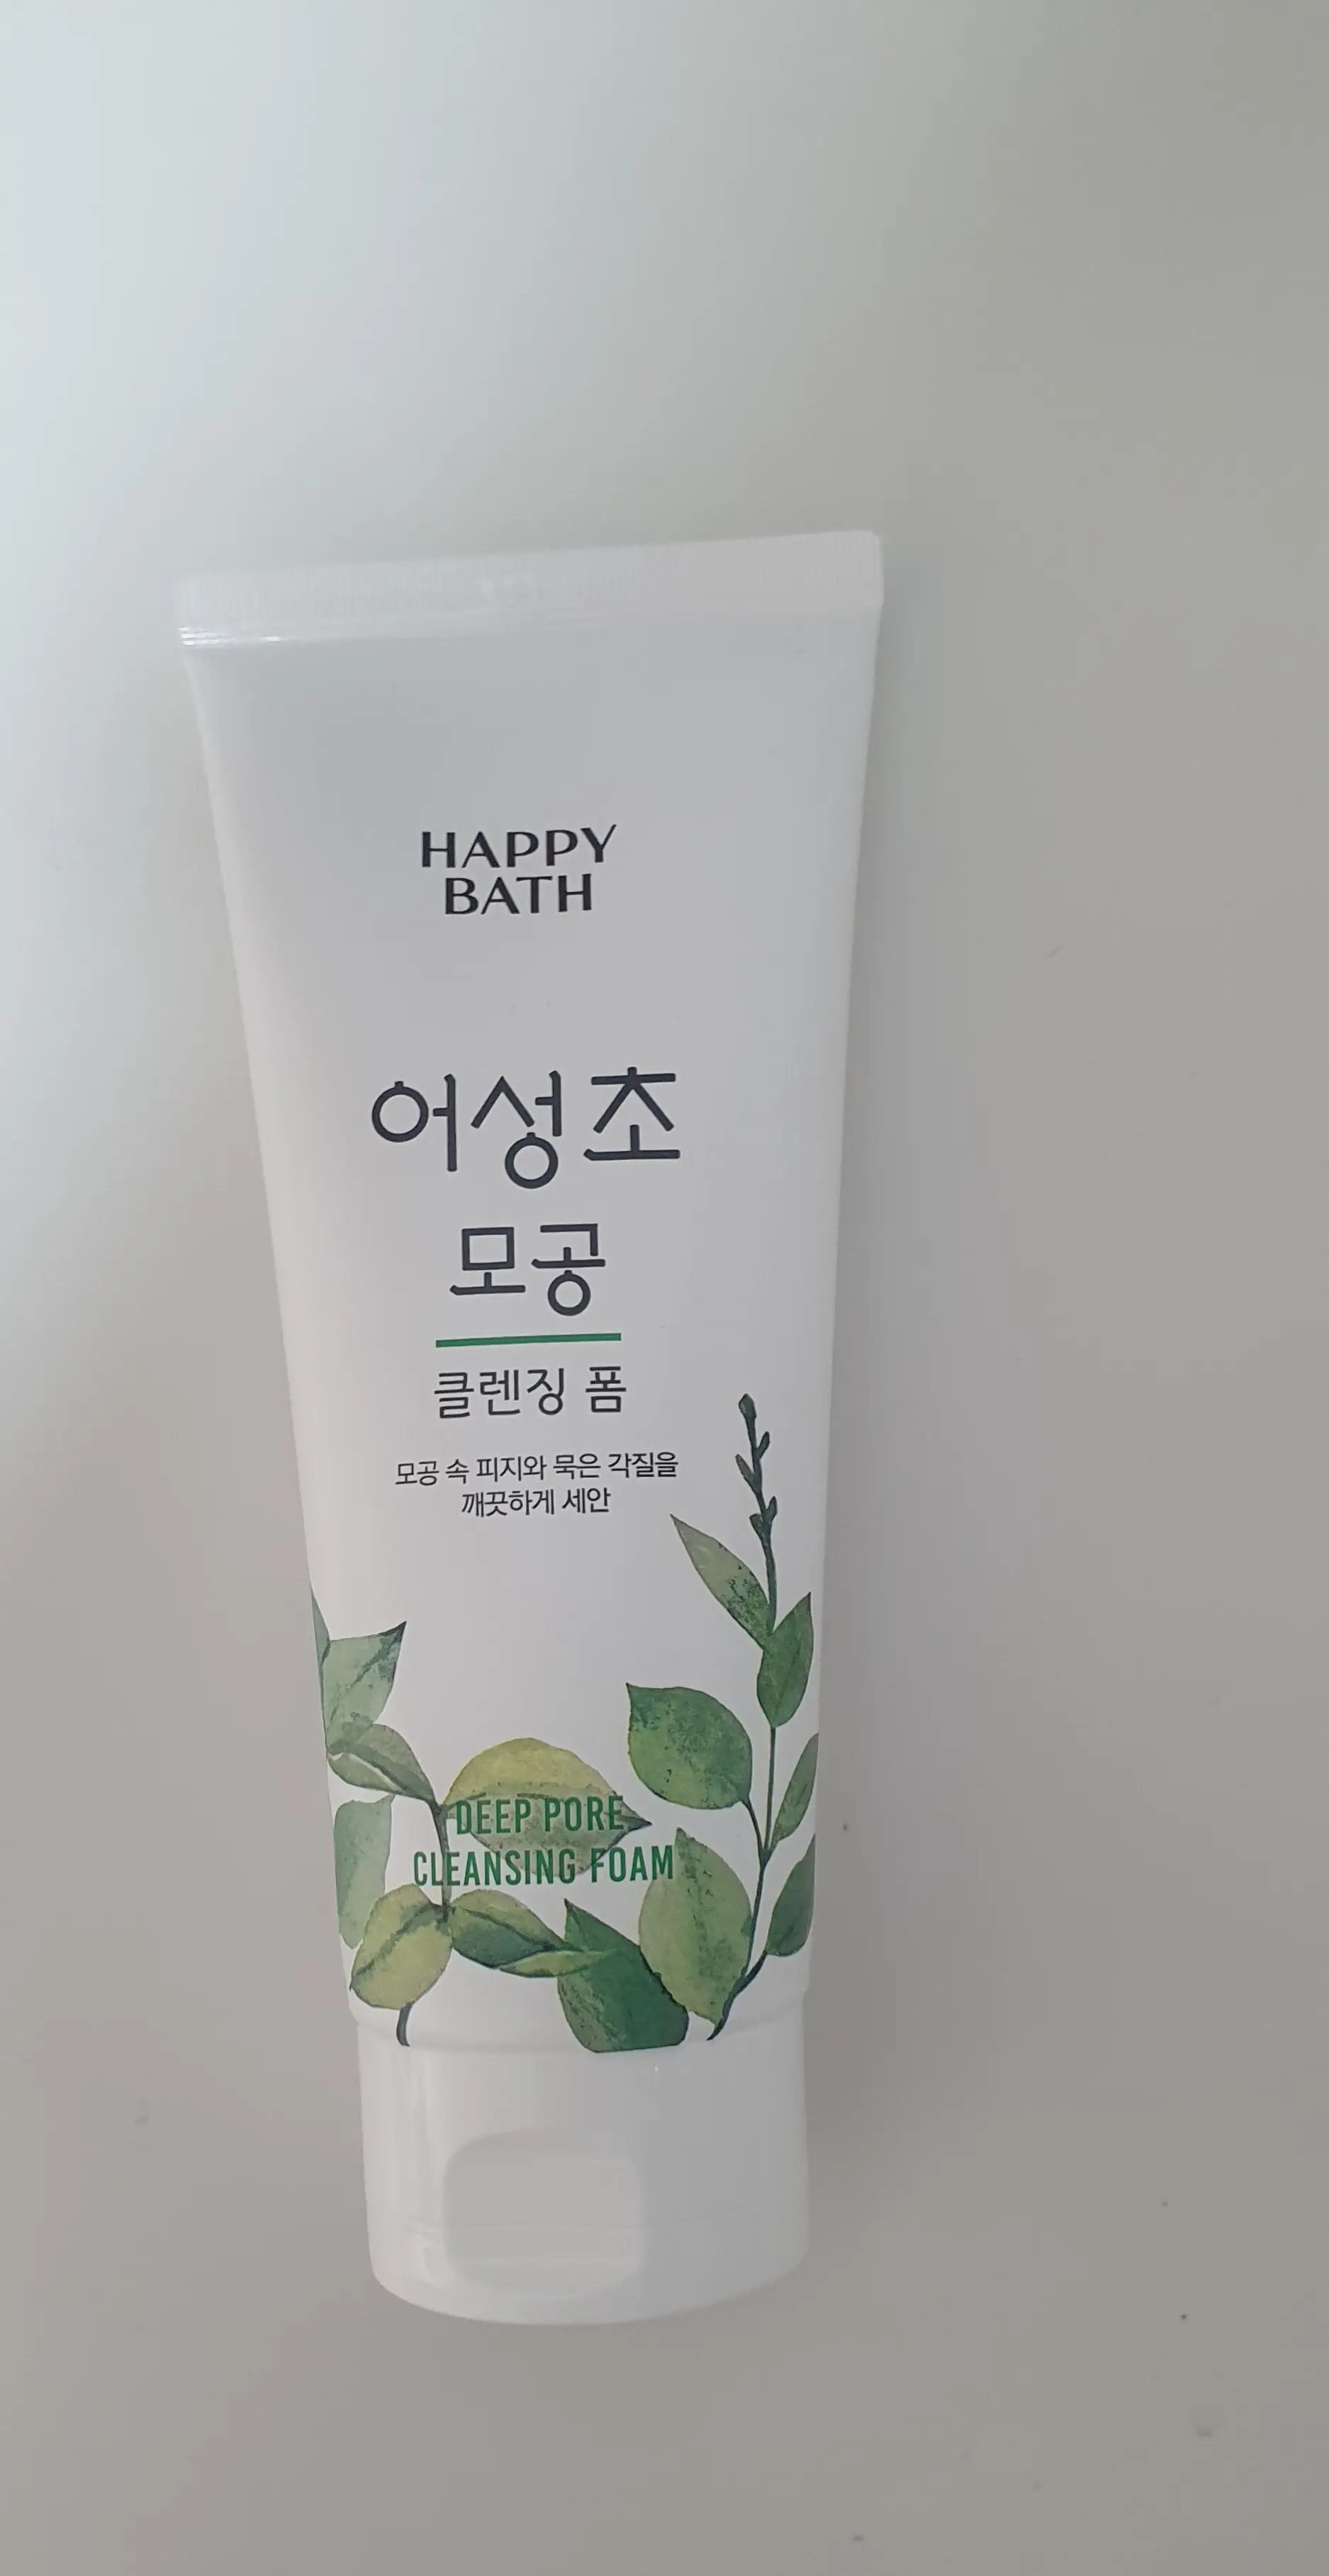 HAPPY
BATH
어성초
모공
클렌징 폼
모공 속 피지와 묵은 각질을
깨끗하게 세안
DEEP PORE
CLEANSING FOAM